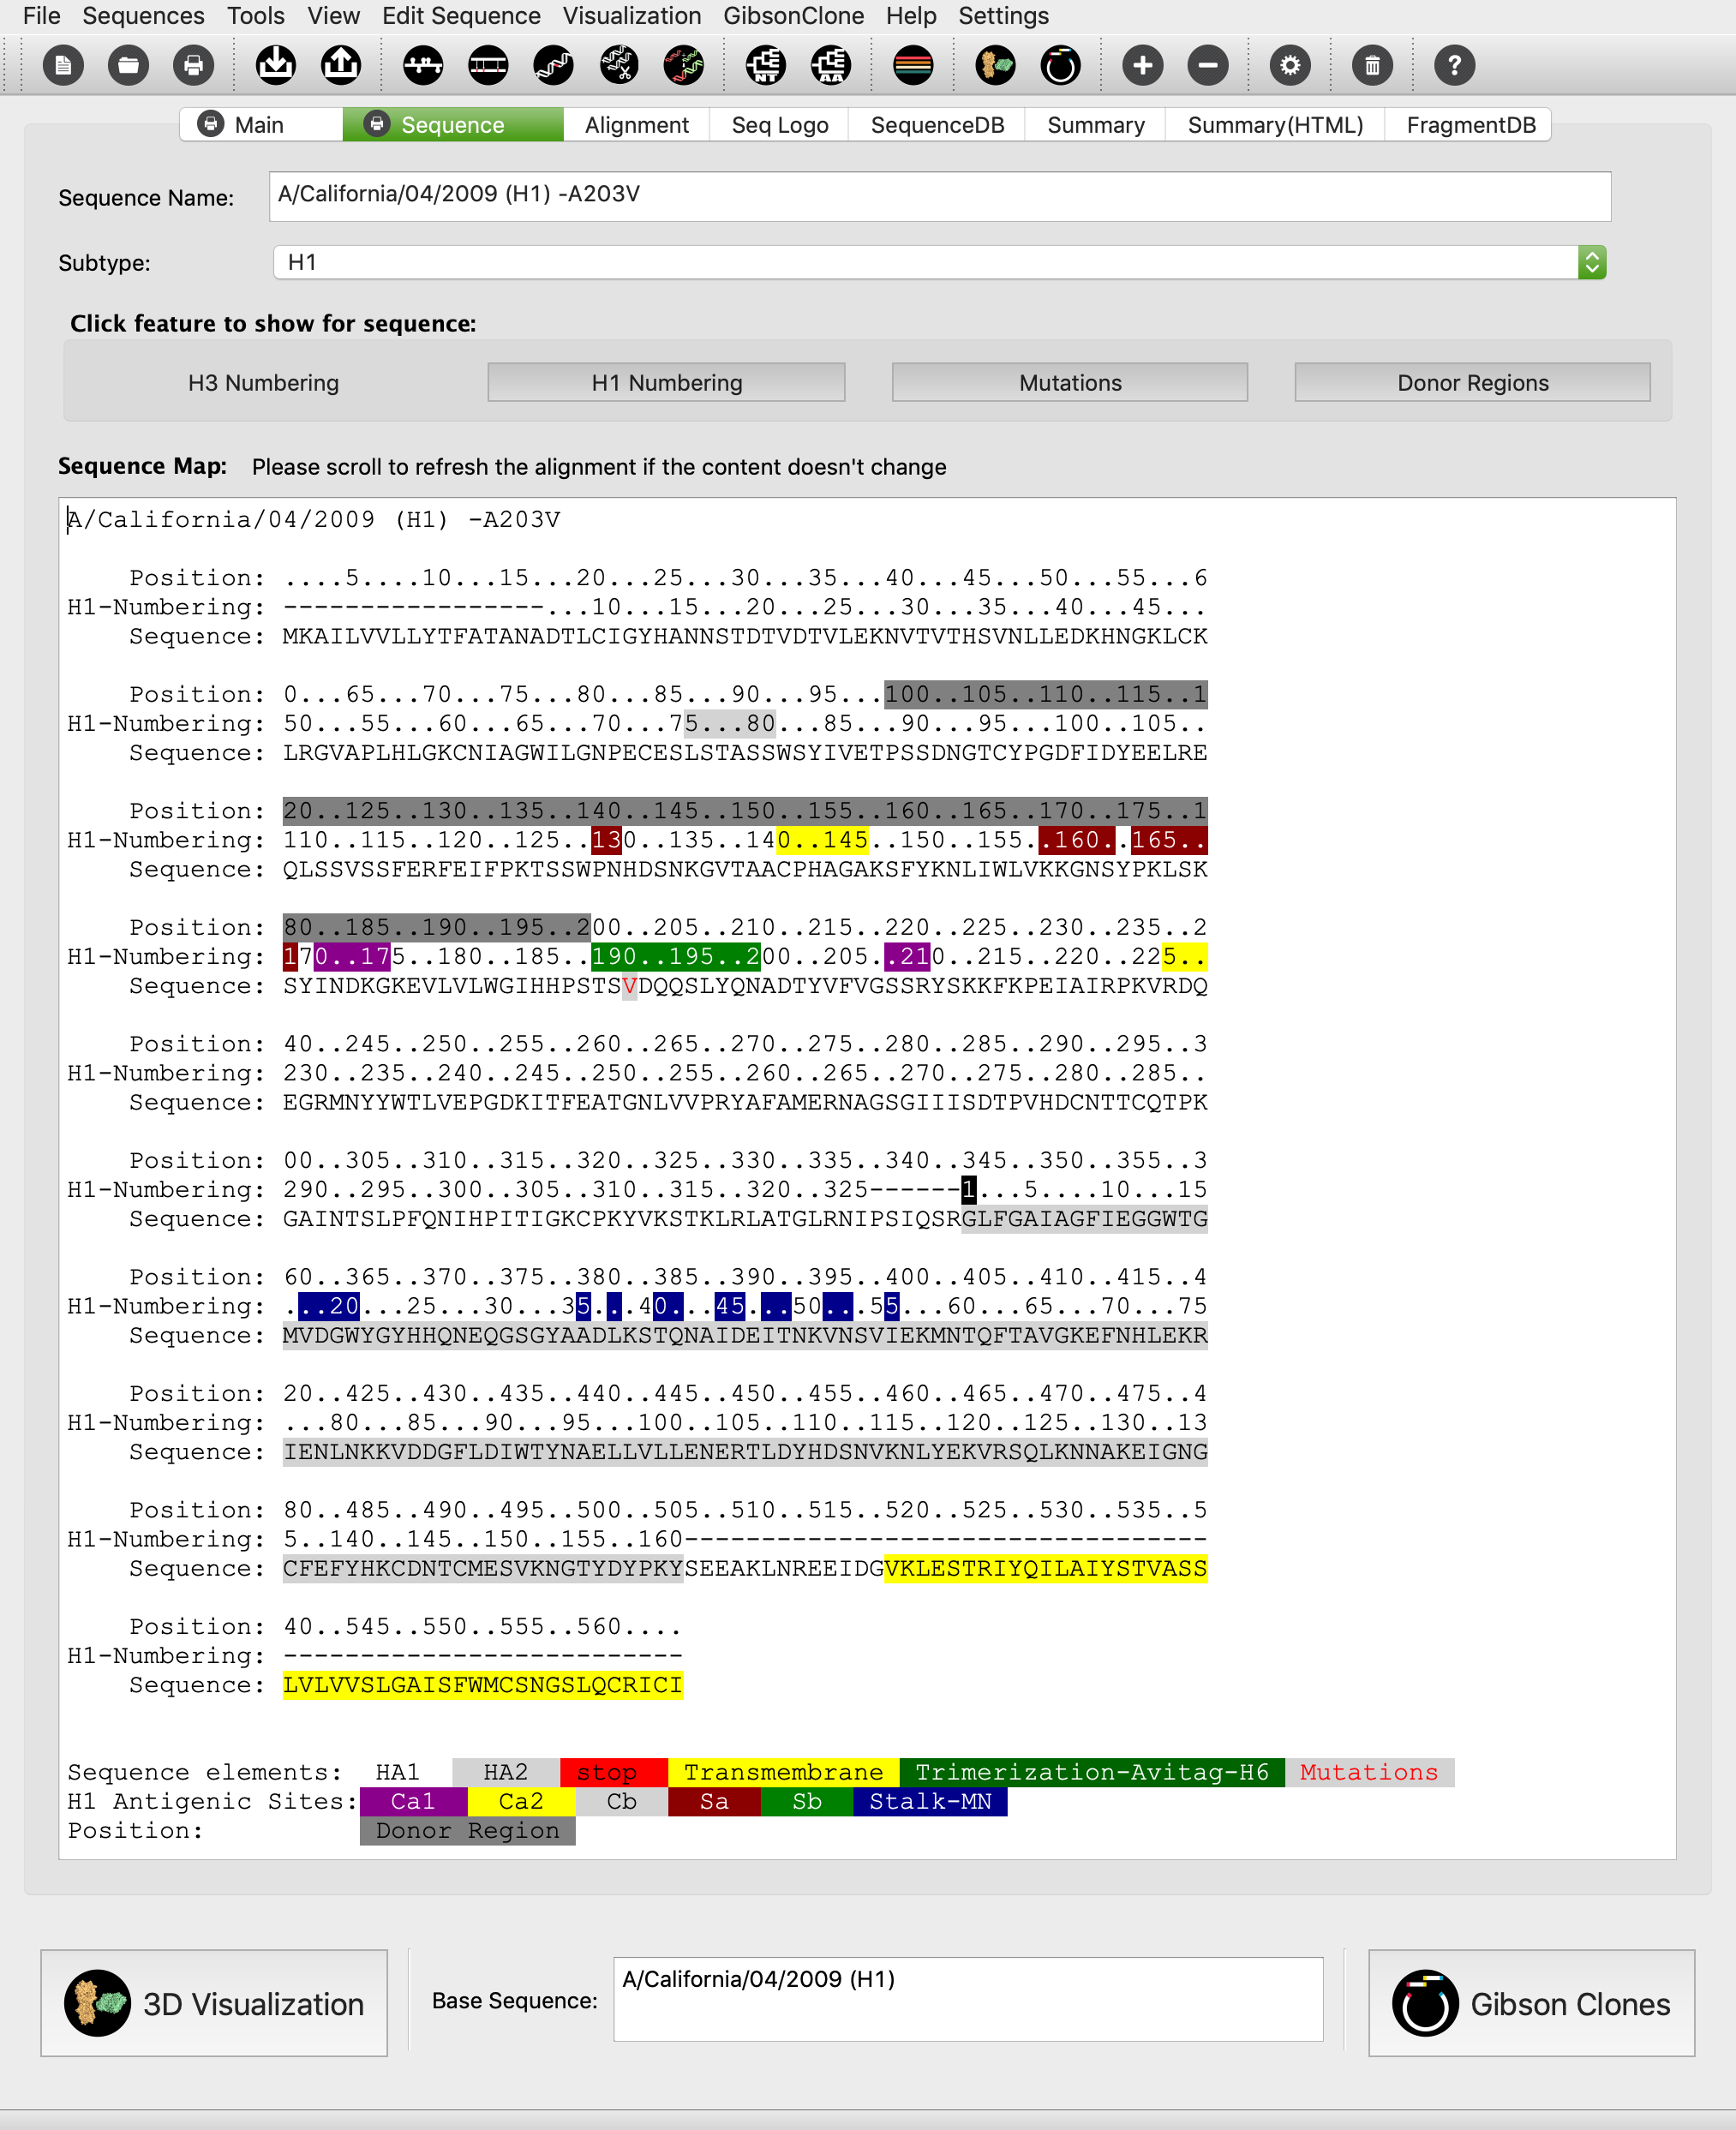 File Sequences Tools View Edit Sequence Visualization GibsonClone Help Settings
NT AA ?
Main Sequence Alignment Seq Logo SequenceDB Summary Summary(HTML) FragmentDB
Sequence Name: A/California/04/2009 (H1) -A203V
Subtype: H1
Click feature to show for sequence:
H3 Numbering H1 Numbering Mutations Donor Regions
Sequence Map: Please scroll to refresh the alignment if the content doesn't change
A/California/04/2009 (H1) -A203V
Position: ....5....10...15...20...25...30...35...40...45...50...55...6
H1-Numbering: -----------------...10...15...20...25...30...35...40...45...
Sequence: MKAILVVLLYTFATANADTLCIGYHANNSTDTVDTVLEKNVTVTHSVNLLEDKHNGKLCK
Position: 0...65...70...75...80...85...90...95...100..105..110..115..1
H1-Numbering: 50...55...60...65...70...75...80...85...90...95...100..105..
Sequence: LRGVAPLHLGKCNIAGWILGNPECESLSTASSWSYIVETPSSDNGTCYPGDFIDYEELRE
Position: 20..125..130..135..140..145..150..155..160..165..170..175..1
H1-Numbering: 110..115..120..125..130..135..140..145..150..155..160..165..
Sequence: QLSSVSSFERFEIFPKTSSWPNHDSNKGVTAACPHAGAKSFYKNLIWLVKKGNSYPKLSK
Position: 80..185..190..195..200..205..210..215..220..225..230..235..2
H1-Numbering: 170..175..180..185..190..195..200..205..210..215..220..225..
Sequence: SYINDKGKEVLVLWGIHHPSTSVDQQSLYQNADTYVFVGSSRYSKKFKPEIAIRPKVRDQ
Position: 40..245..250..255..260..265..270..275..280..285..290..295..3
H1-Numbering: 230..235..240..245..250..255..260..265..270..275..280..285..
Sequence: EGRMNYYWTLVEPGDKITFEATGNLVVPRYAFAMERNAGSGIIISDTPVHDCNTTCQTPK
Position: 00..305..310..315..320..325..330..335..340..345..350..355..3
H1-Numbering: 290..295..300..305..310..315..320..325------1...5....10...15
Sequence: GAINTSLPFQNIHPITIGKCPKYVKSTKLRLATGLRNIPSIQSRGLFGAIAGFIEGGWTG
Position: 60..365..370..375..380..385..390..395..400..405..410..415..4
H1-Numbering: ...20...25...30...35...40...45...50...55...60...65...70...75
Sequence: MVDGWYGYHHQNEQGSGYAADLKSTQNAIDEITNKVNSVIEKMNTQFTAVGKEFNHLEKR
Position: 20..425..430..435..440..445..450..455..460..465..470..475..4
H1-Numbering: ...80...85...90...95...100..105..110..115..120..125..130..13
Sequence: IENLNKKVDDGFLDIWTYNAELLVLLENERTLDYHDSNVKNLYEKVRSQLKNNAKEIGNG
Position: 80..485..490..495..500..505..510..515..520..525..530..535..5
H1-Numbering: 5..140..145..150..155..160----------------------------------
Sequence: CFEFYHKCDNTCMESVKNGTYDYPKYSEEAKLNREEIDGVKLESTRIYQILAIYSTVASS
Position: 40..545..550..555..560....
H1-Numbering: --------------------------
Sequence: LVLVVSLGAISFWMCSNGSLQCRICI
Sequence elements: HA1 HA2 stop Transmembrane Trimerization-Avitag-H6 Mutations
H1 Antigenic Sites: Ca1 Ca2 Cb Sa Sb Stalk-MN
Position: Donor Region
3D Visualization Base Sequence: A/California/04/2009 (H1) Gibson Clones